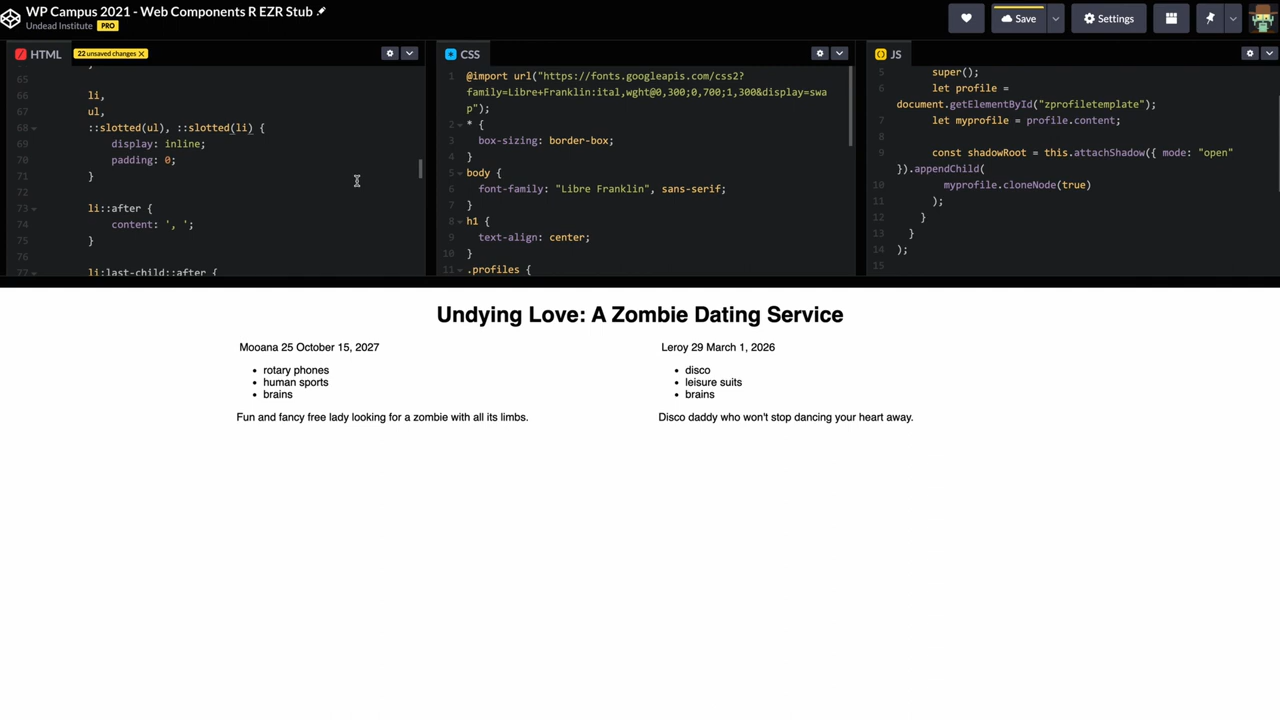 WP Campus 2021 - Web Components R EZR Stub
Undead Institute PRO
Save
Settings
HTML
22 unsaved changes X
65 }
66 li,
67 ul,
68 ::slotted(ul), ::slotted(li) {
69 display: inline;
70 padding: 0;
71 }
72
73 li::after {
74 content: ', ';
75 }
76
77 li:last-child::after {
CSS
1 @import url("https://fonts.googleapis.com/css2?
family=Libre+Franklin:ital,wght@0,300;0,700;1,300&display=swa
p");
2 * {
3 box-sizing: border-box;
4 }
5 body {
6 font-family: "Libre Franklin", sans-serif;
7 }
8 h1 {
9 text-align: center;
10 }
11 .profiles {
JS
5 super();
6 let profile =
document.getElementById("zprofiletemplate");
7 let myprofile = profile.content;
8
9 const shadowRoot = this.attachShadow({ mode: "open"
}).appendChild(
10 myprofile.cloneNode(true)
11 );
12 }
13 }
14 );
15
Undying Love: A Zombie Dating Service
Mooana 25 October 15, 2027
• rotary phones
• human sports
• brains
Fun and fancy free lady looking for a zombie with all its limbs.
Leroy 29 March 1, 2026
• disco
• leisure suits
• brains
Disco daddy who won't stop dancing your heart away.